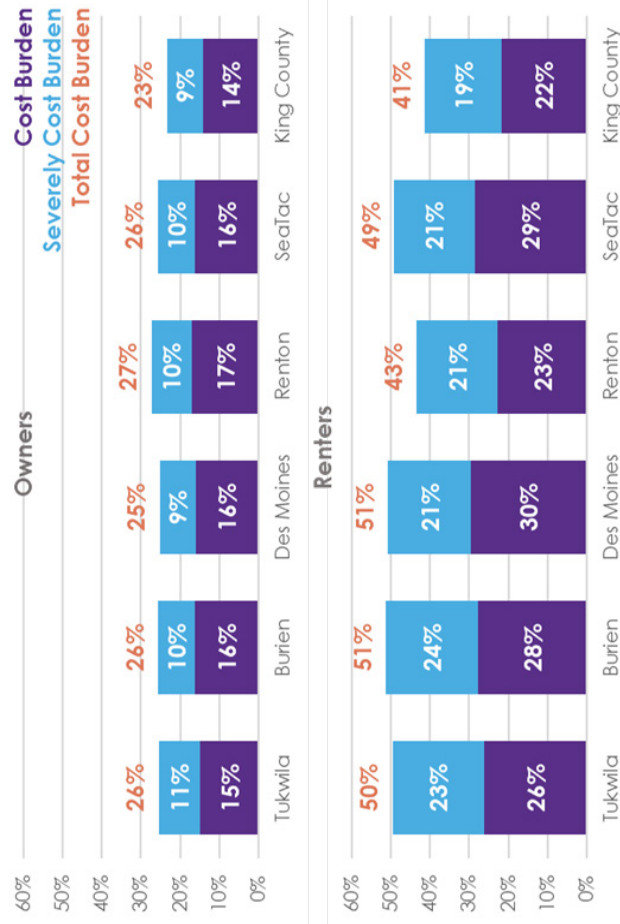 Owners
Cost Burden
Severely Cost Burden
Total Cost Burden
60%
50%
40%
30%
20%
10%
0%
26%
26%
25%
27%
26%
23%
11%
10%
9%
10%
10%
9%
15%
16%
16%
17%
16%
14%
Tukwila
Burien
Des Moines
Renton
SeaTac
King County
Renters
60%
50%
40%
30%
20%
10%
0%
50%
51%
51%
43%
49%
41%
23%
24%
21%
21%
21%
19%
26%
28%
30%
23%
29%
22%
Tukwila
Burien
Des Moines
Renton
SeaTac
King County